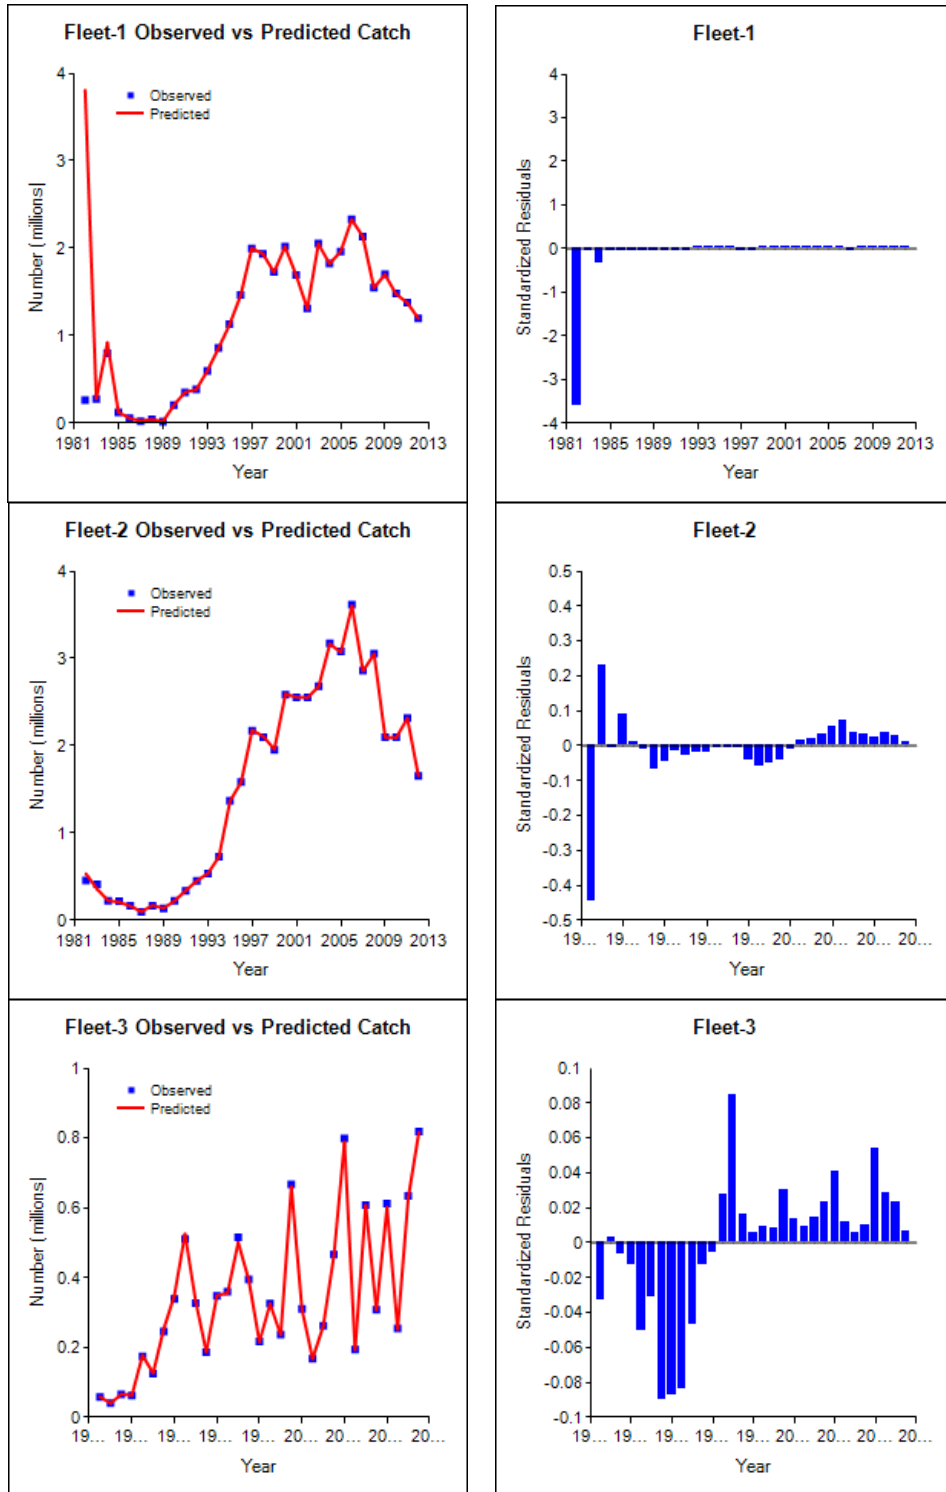 Fleet-1 Observed vs Predicted Catch
4
3
2
1
0
Number (millions|
Observed
Predicted
1981 1985 1989 1993 1997 2001 2005 2009 2013
Year
Fleet-1
4
3
2
1
0
-1
-2
-3
-4
Standardized Residuals
1981 1985 1989 1993 1997 2001 2005 2009 2013
Year
Fleet-2 Observed vs Predicted Catch
4
3
2
1
0
Number (millions|
Observed
Predicted
1981 1985 1989 1993 1997 2001 2005 2009 2013
Year
Fleet-2
0.5
0.4
0.3
0.2
0.1
0
-0.1
-0.2
-0.3
-0.4
-0.5
Standardized Residuals
19... 19... 19... 19... 19... 20... 20... 20... 20...
Year
Fleet-3 Observed vs Predicted Catch
1
0.8
0.6
0.4
0.2
0
Number (millions|
Observed
Predicted
19... 19... 19... 19... 19... 20... 20... 20... 20...
Year
Fleet-3
0.1
0.08
0.06
0.04
0.02
0
-0.02
-0.04
-0.06
-0.08
-0.1
Standardized Residuals
19... 19... 19... 19... 19... 20... 20... 20... 20...
Year